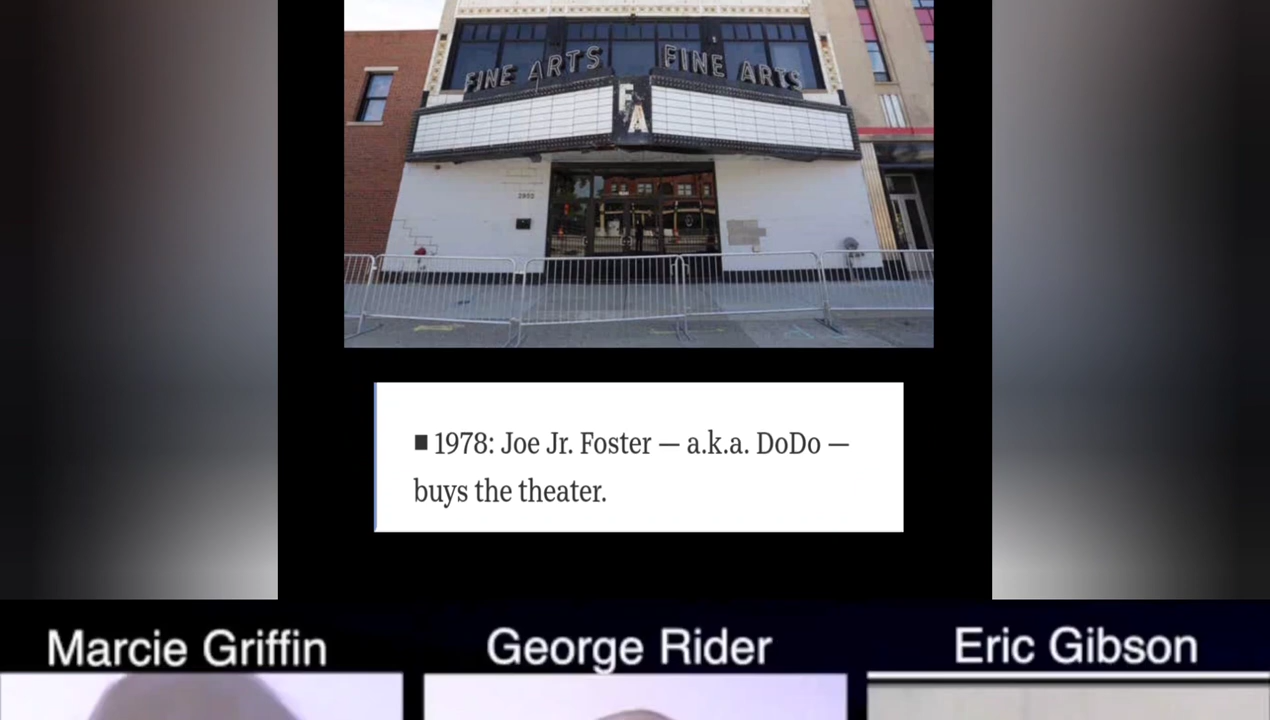 FINE ARTS FINE ARTS
FA
■ 1978: Joe Jr. Foster — a.k.a. DoDo —
buys the theater.
Marcie Griffin George Rider Eric Gibson